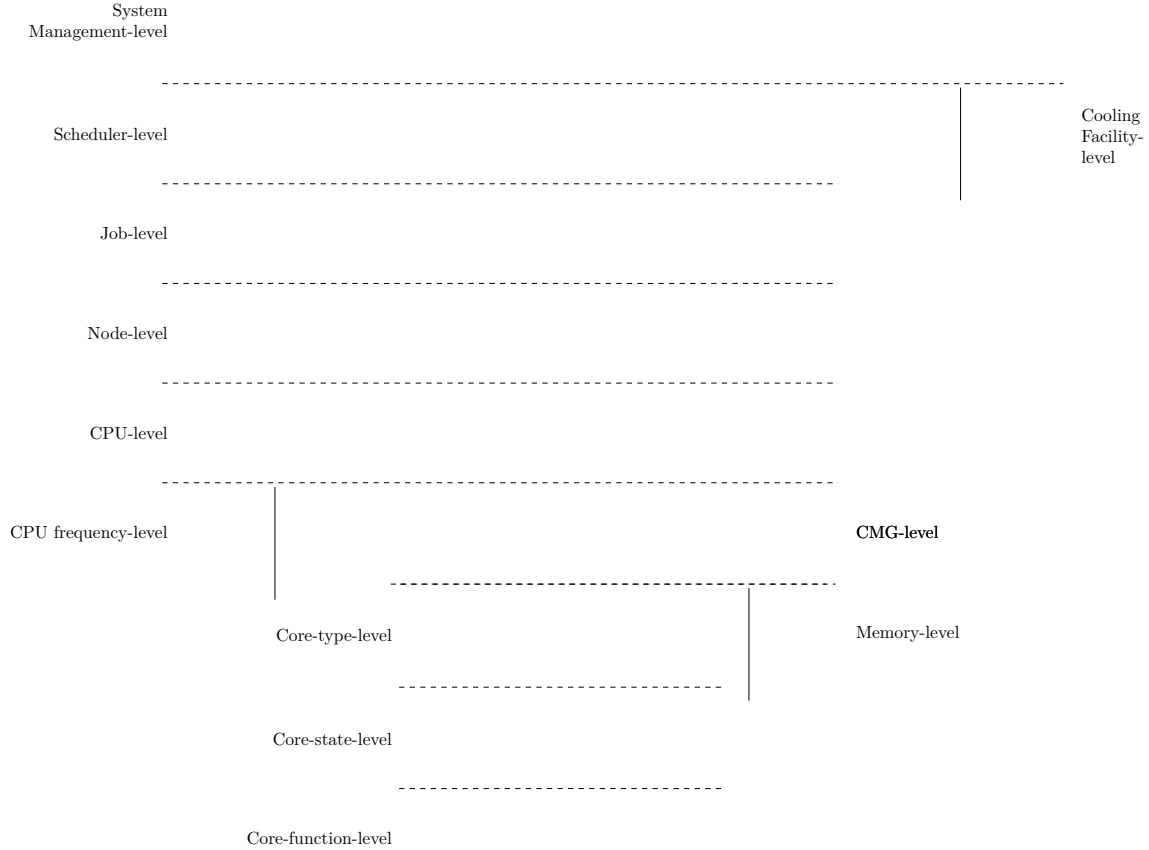 System
Management-level
Scheduler-level
Cooling
Facility-
level
Job-level
Node-level
CPU-level
CPU frequency-level
CMG-level
Core-type-level
Memory-level
Core-state-level
Core-function-level